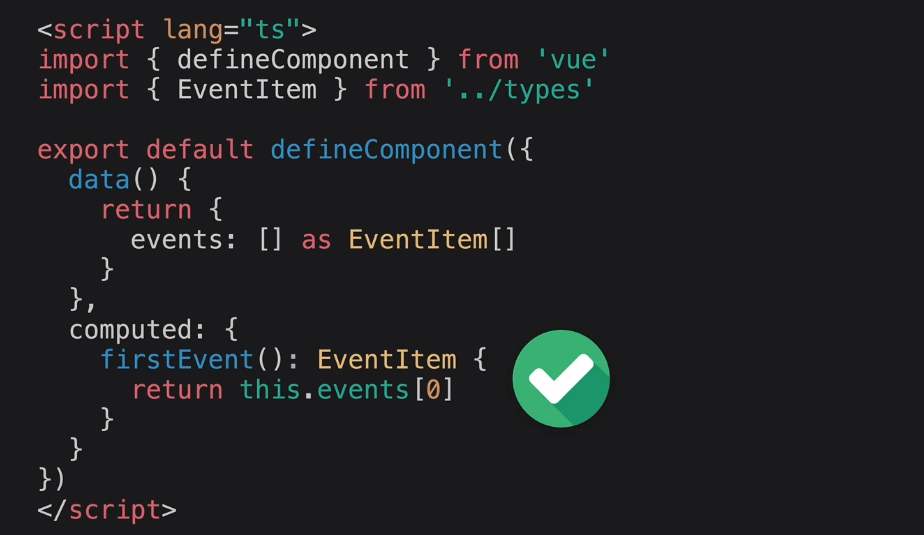 <script lang="ts">
import { defineComponent } from 'vue'
import { EventItem } from '../types'

export default defineComponent({
  data() {
    return {
      events: [] as EventItem[]
    }
  },
  computed: {
    firstEvent(): EventItem {
      return this.events[0]
    }
  }
})
</script>